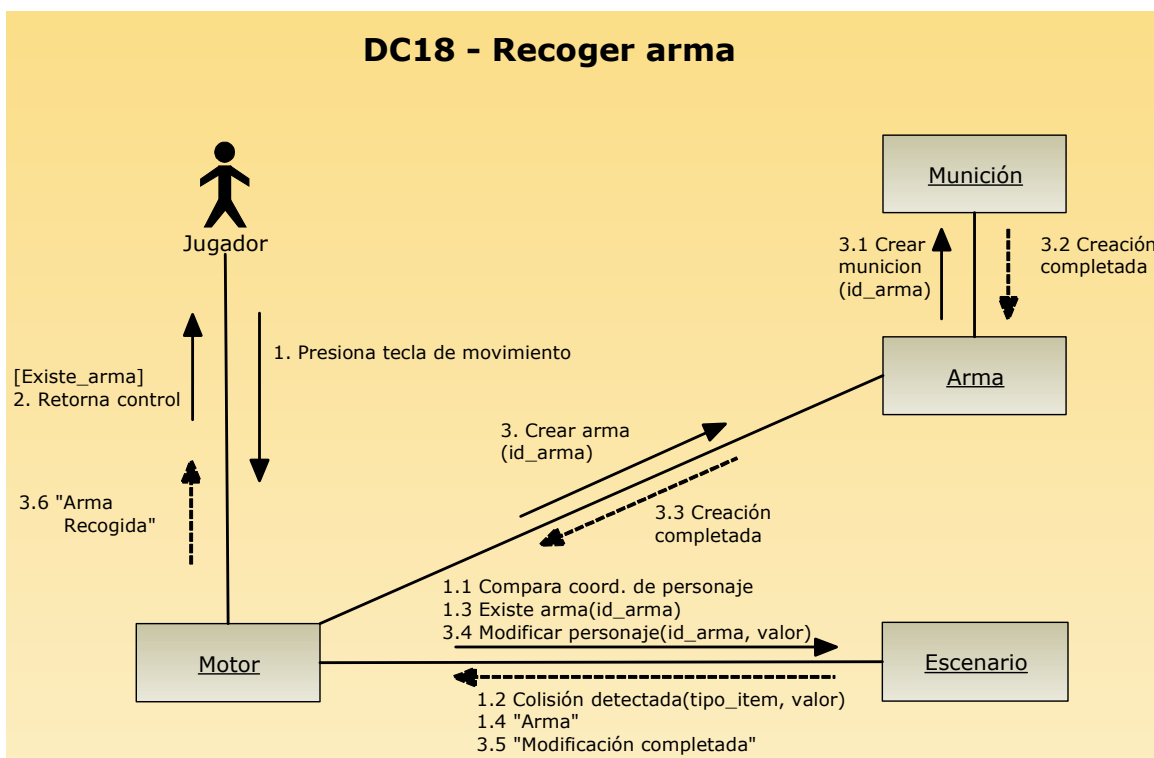 DC18 - Recoger arma
Munición
Jugador
3.1 Crear
municion
(id_arma)
3.2 Creación
completada
1. Presiona tecla de movimiento
[Existe_arma]
2. Retorna control
Arma
3. Crear arma
(id_arma)
3.6 "Arma
Recogida"
3.3 Creación
completada
1.1 Compara coord. de personaje
1.3 Existe arma(id_arma)
3.4 Modificar personaje(id_arma, valor)
Motor
Escenario
1.2 Colisión detectada(tipo_item, valor)
1.4 "Arma"
3.5 "Modificación completada"